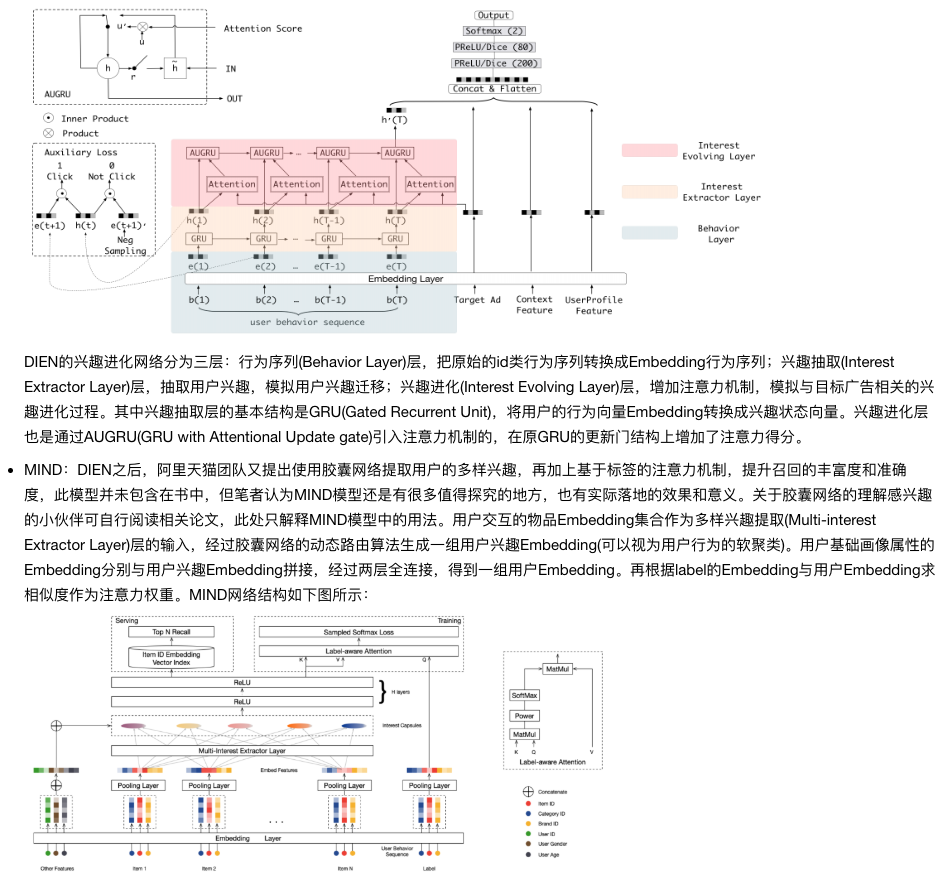 Output
Softmax (2)
PReLU/Dice (80)
PReLU/Dice (200)
Concat & Flatten
h'(T)
u'
u
Attention Score
h
r
h̃
IN
AUGRU
OUT
Inner Product
Product
Auxiliary Loss
1 0
Click Not Click
e(t+1) h(t) e(t+1)'
Neg
Sampling
AUGRU AUGRU … AUGRU AUGRU
Attention Attention Attention Attention
h(1) h(2) h(T-1) h(T)
GRU GRU … GRU GRU
e(1) e(2) … e(T-1) e(T)
Embedding Layer
b(1) b(2) … b(T-1) b(T) Target Ad Context Feature UserProfile Feature
user behavior sequence
Interest
Evolving Layer
Interest
Extractor Layer
Behavior
Layer
DIEN的兴趣进化网络分为三层：行为序列(Behavior Layer)层，把原始的id类行为序列转换成Embedding行为序列；兴趣抽取(Interest
Extractor Layer)层，抽取用户兴趣，模拟用户兴趣迁移；兴趣进化(Interest Evolving Layer)层，增加注意力机制，模拟与目标广告相关的兴
趣进化过程。其中兴趣抽取层的基本结构是GRU(Gated Recurrent Unit)，将用户的行为向量Embedding转换成兴趣状态向量。兴趣进化层
也是通过AUGRU(GRU with Attentional Update gate)引入注意力机制的，在原GRU的更新门结构上增加了注意力得分。
• MIND：DIEN之后，阿里天猫团队又提出使用胶囊网络提取用户的多样兴趣，再加上基于标签的注意力机制，提升召回的丰富度和准确
度，此模型并未包含在书中，但笔者认为MIND模型还是有很多值得探究的地方，也有实际落地的效果和意义。关于胶囊网络的理解感兴趣
的小伙伴可自行阅读相关论文，此处只解释MIND模型中的用法。用户交互的物品Embedding集合作为多样兴趣提取(Multi-interest
Extractor Layer)层的输入，经过胶囊网络的动态路由算法生成一组用户兴趣Embedding(可以视为用户行为的软聚类)。用户基础画像属性的
Embedding分别与用户兴趣Embedding拼接，经过两层全连接，得到一组用户Embedding。再根据label的Embedding与用户Embedding求
相似度作为注意力权重。MIND网络结构如下图所示：
Serving
Top N Recall
Item ID Embedding
Vector Index
Training
Sampled Softmax Loss
Label-aware Attention
K V Q
ReLU
ReLU
H layers
Interest Capsules
Multi-Interest Extractor Layer
Embed Features
Pooling Layer Pooling Layer Pooling Layer Pooling Layer
. . .
Embedding Layer
User Behavior
Sequence
Other Features Item 1 Item 2 Item N Label
MatMul
SoftMax
Power
MatMul
K Q V
Label-aware Attention
Concatenate
Item ID
Category ID
Brand ID
User ID
User Gender
User Age